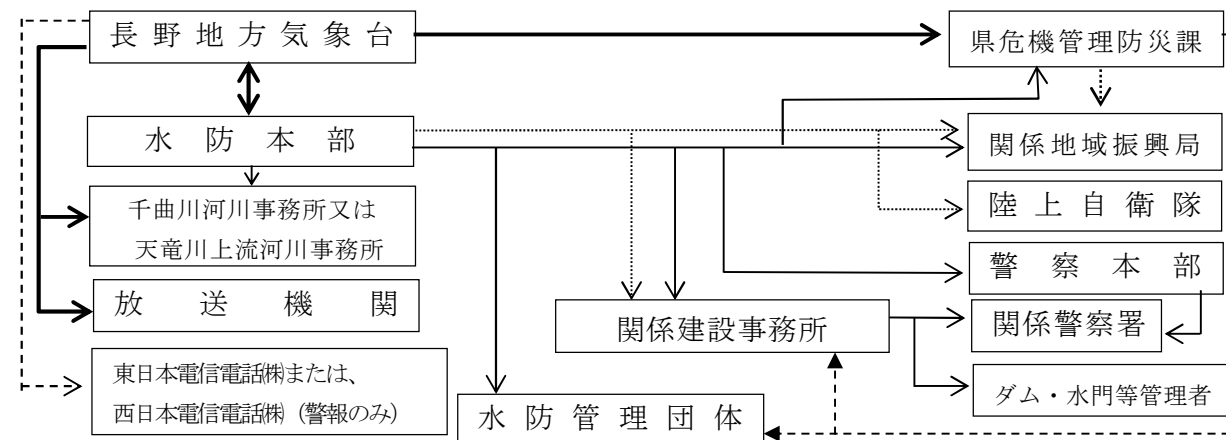 長野地方気象台
県危機管理防災課
水防本部
関係地域振興局
千曲川河川事務所又は
天竜川上流河川事務所
陸上自衛隊
警察本部
放送機関
関係建設事務所
関係警察署
東日本電信電話㈱または、
西日本電信電話㈱（警報のみ）
ダム・水門等管理者
水防管理団体